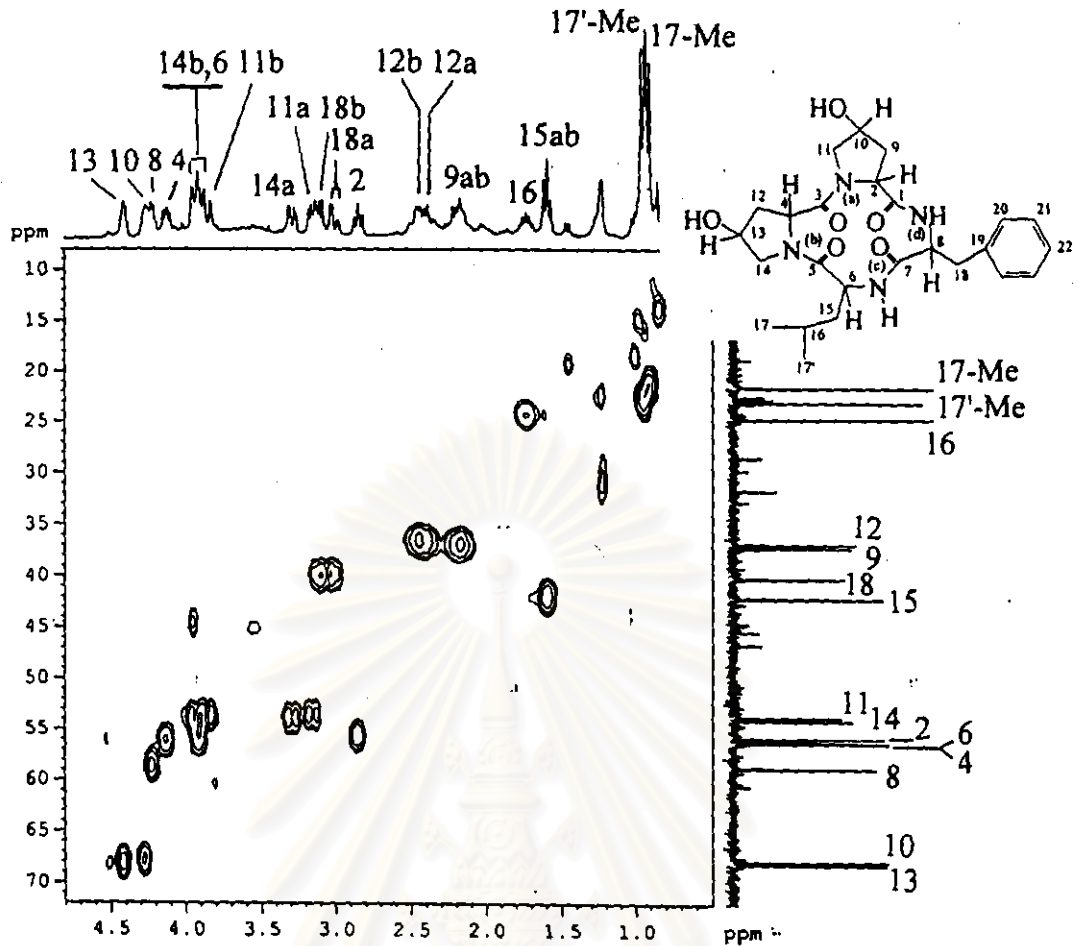 17'-Me 17-Me
14b,6 11b
12b 12a
11a 18b
18a
15ab
13 10 8 4
14a
2
9ab
16
ppm
10
15
20
25
30
35
40
45
50
55
60
65
70
4.5 4.0 3.5 3.0 2.5 2.0 1.5 1.0 ppm
HO H
10
11 9
12 H 3 N 2 H 1
4 (a)
O O NH
HO (d) 20 21
13 (b) O O 8 19 22
H N (c) 7 H 18
14 5 6 N
15 H H
17 16
17'
17-Me
17'-Me
16
12
9
18
15
11
14
2
6
4
8
10
13